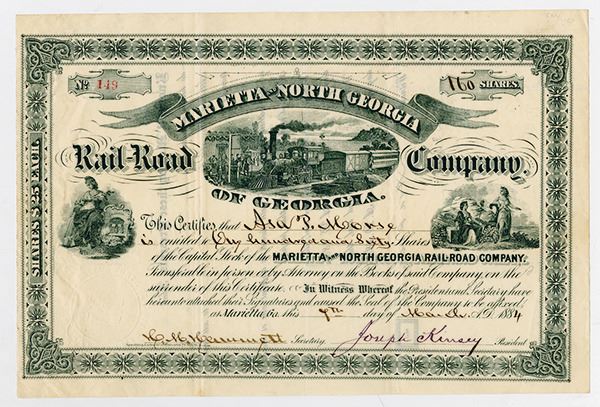 No 149
160 SHARES.
MARIETTA AND NORTH GEORGIA
Rail-Road Company.
OF GEORGIA.
SHARES $25 EACH.
This Certifies that Asa P. Morse
is entitled to One hundred and Sixty Shares
of the Capital Stock of the MARIETTA AND NORTH GEORGIA RAIL-ROAD COMPANY.
Transferable in person or by Attorney on the Books of said Company, on the
surrender of this Certificate. In Witness Whereof the President and Secretary have
hereunto attached their Signatures and caused the Seal of the Company to be affixed,
at Marietta, Ga. this 7th day of March A.D. 1884
Secretary. Joseph Kinsey President